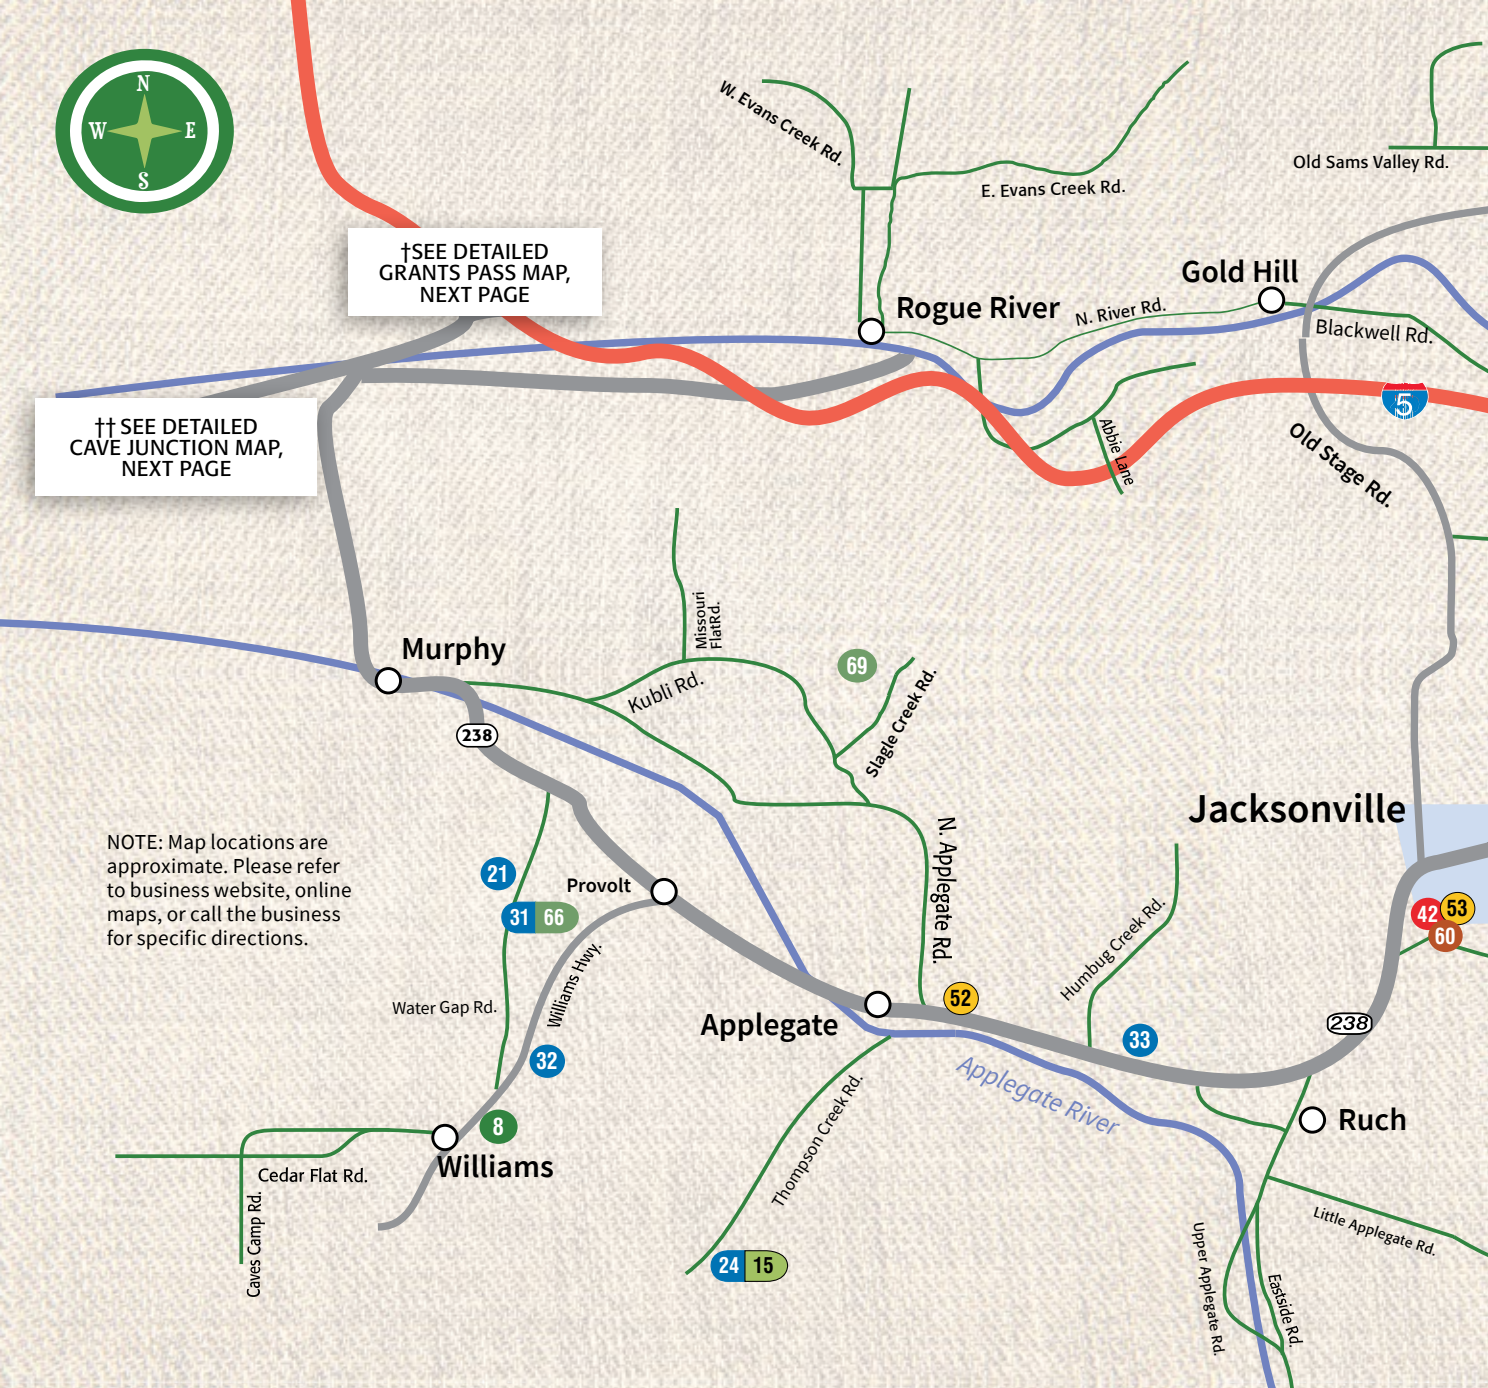 N
W E
S
W. Evans Creek Rd.
E. Evans Creek Rd.
Old Sams Valley Rd.
†SEE DETAILED
GRANTS PASS MAP,
NEXT PAGE
Gold Hill
Rogue River
N. River Rd.
Blackwell Rd.
5
†† SEE DETAILED
CAVE JUNCTION MAP,
NEXT PAGE
Abbie Lane
Old Stage Rd.
Missouri
FlatRd.
Murphy
69
Kubli Rd.
Slagle Creek Rd.
238
Jacksonville
NOTE: Map locations are
approximate. Please refer
to business website, online
maps, or call the business
for specific directions.
21
Provolt
31 66
N. Applegate Rd.
42 53
60
Humbug Creek Rd.
Williams Hwy.
Water Gap Rd.
52
Applegate
238
33
32
Applegate River
Thompson Creek Rd.
8
Ruch
Williams
Cedar Flat Rd.
Caves Camp Rd.
Little Applegate Rd.
24 15
Upper Applegate Rd.
Eastside Rd.